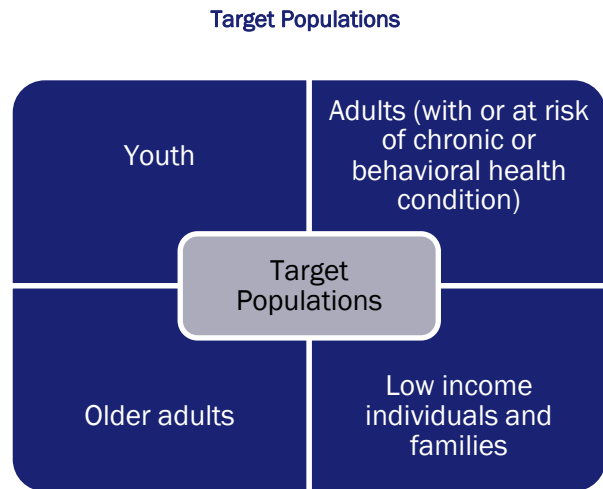 Target Populations
Youth
Adults (with or at risk
of chronic or
behavioral health
condition)
Target
Populations
Older adults
Low income
individuals and
families